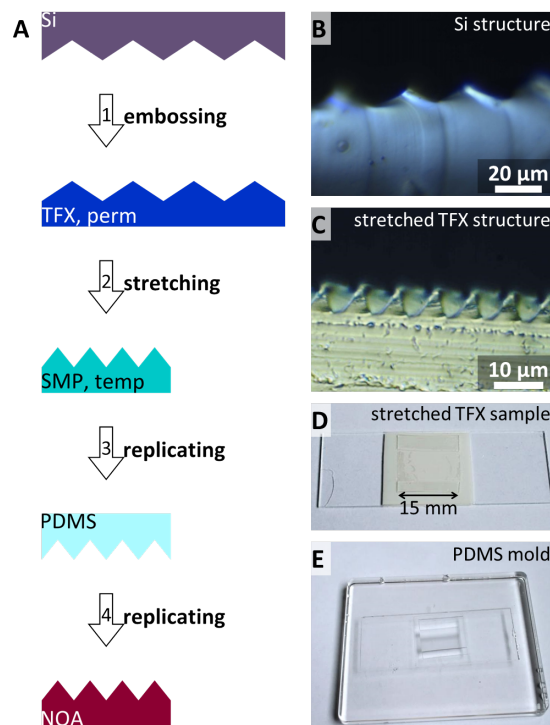 A
Si
1 embossing
TFX, perm
2 stretching
SMP, temp
3 replicating
PDMS
4 replicating
NOA
B
Si structure
20 µm
C
stretched TFX structure
10 µm
D
stretched TFX sample
15 mm
E
PDMS mold